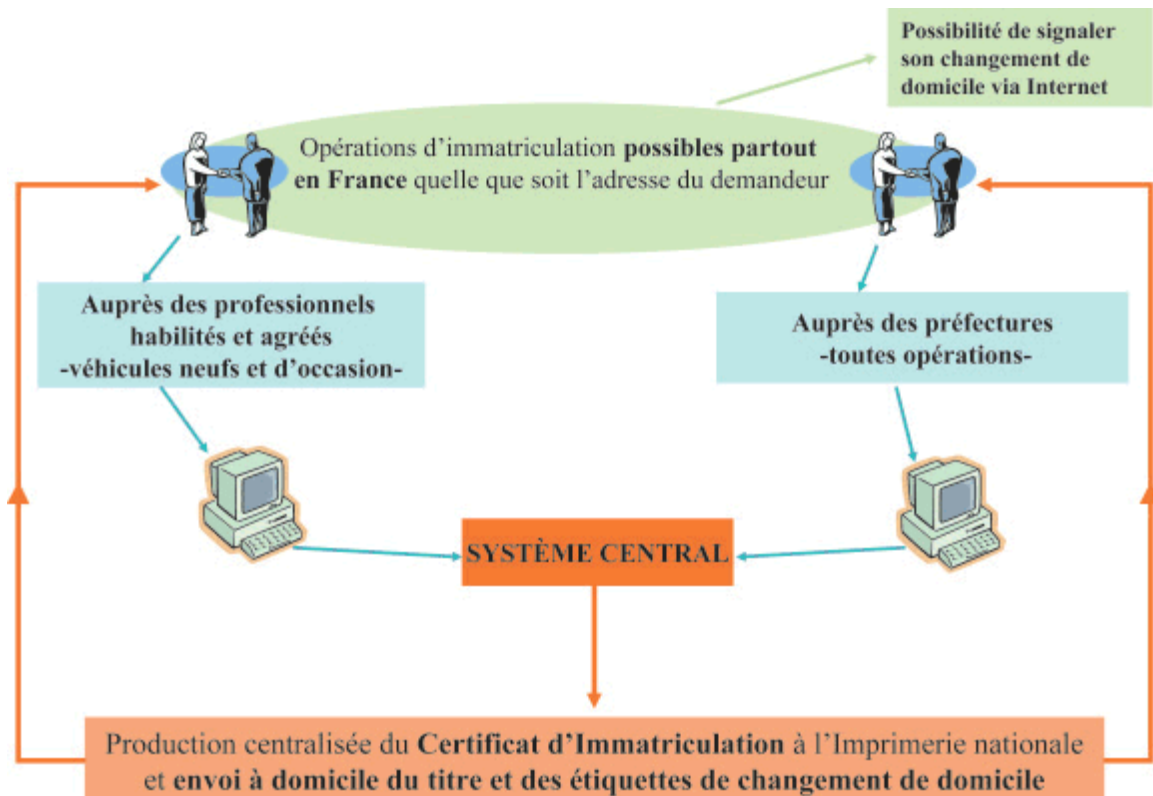 Possibilité de signaler
son changement de
domicile via Internet
Opérations d'immatriculation possibles partout
en France quelle que soit l'adresse du demandeur
Auprès des professionnels
habilités et agréés
-véhicules neufs et d'occasion-
Auprès des préfectures
-toutes opérations-
SYSTÈME CENTRAL
Production centralisée du Certificat d'Immatriculation à l'Imprimerie nationale
et envoi à domicile du titre et des étiquettes de changement de domicile